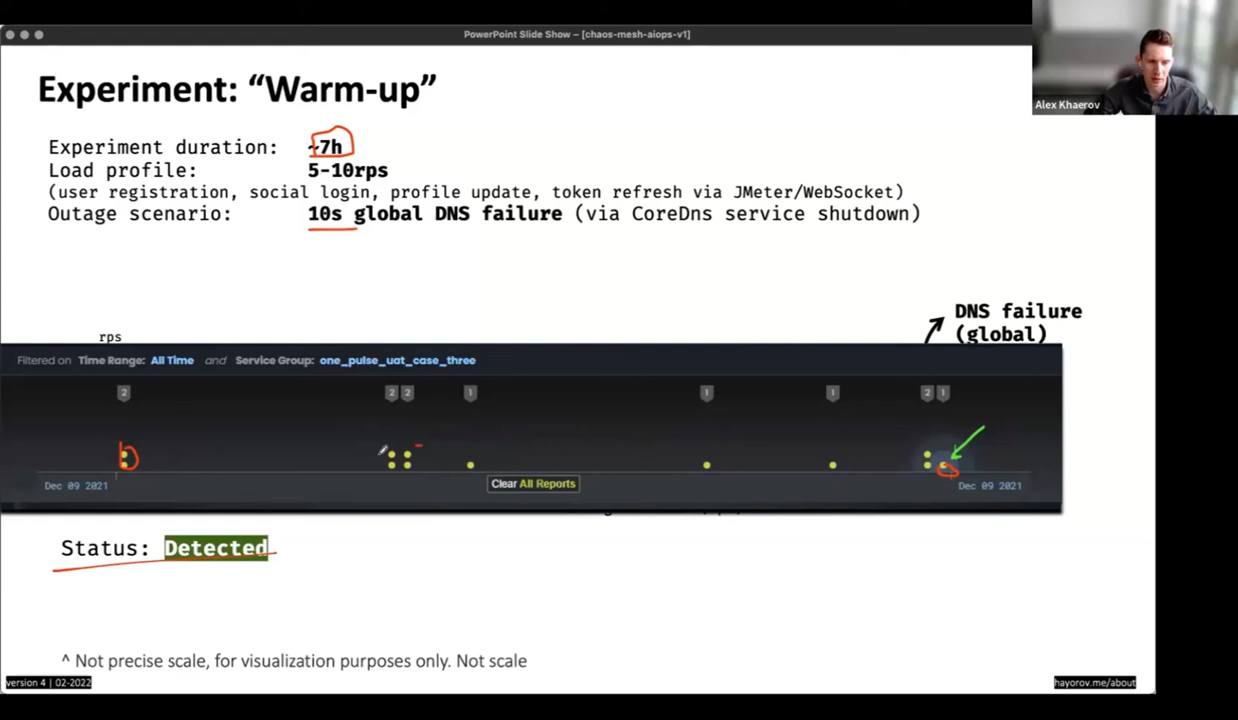 PowerPoint Slide Show – [chaos-mesh-aiops-v1]
Alex Khaerov
Experiment: “Warm-up”
Experiment duration: ~7h
Load profile: 5-10rps
(user registration, social login, profile update, token refresh via JMeter/WebSocket)
Outage scenario: 10s global DNS failure (via CoreDns service shutdown)
DNS failure
(global)
rps
Filtered on Time Range: All Time and Service Group: one_pulse_uat_case_three
2 2 2 1 1 1 2 1
Dec 09 2021 Clear All Reports Dec 09 2021
Status: Detected
^ Not precise scale, for visualization purposes only. Not scale
version 4 | 02-2022 hayorov.me/about